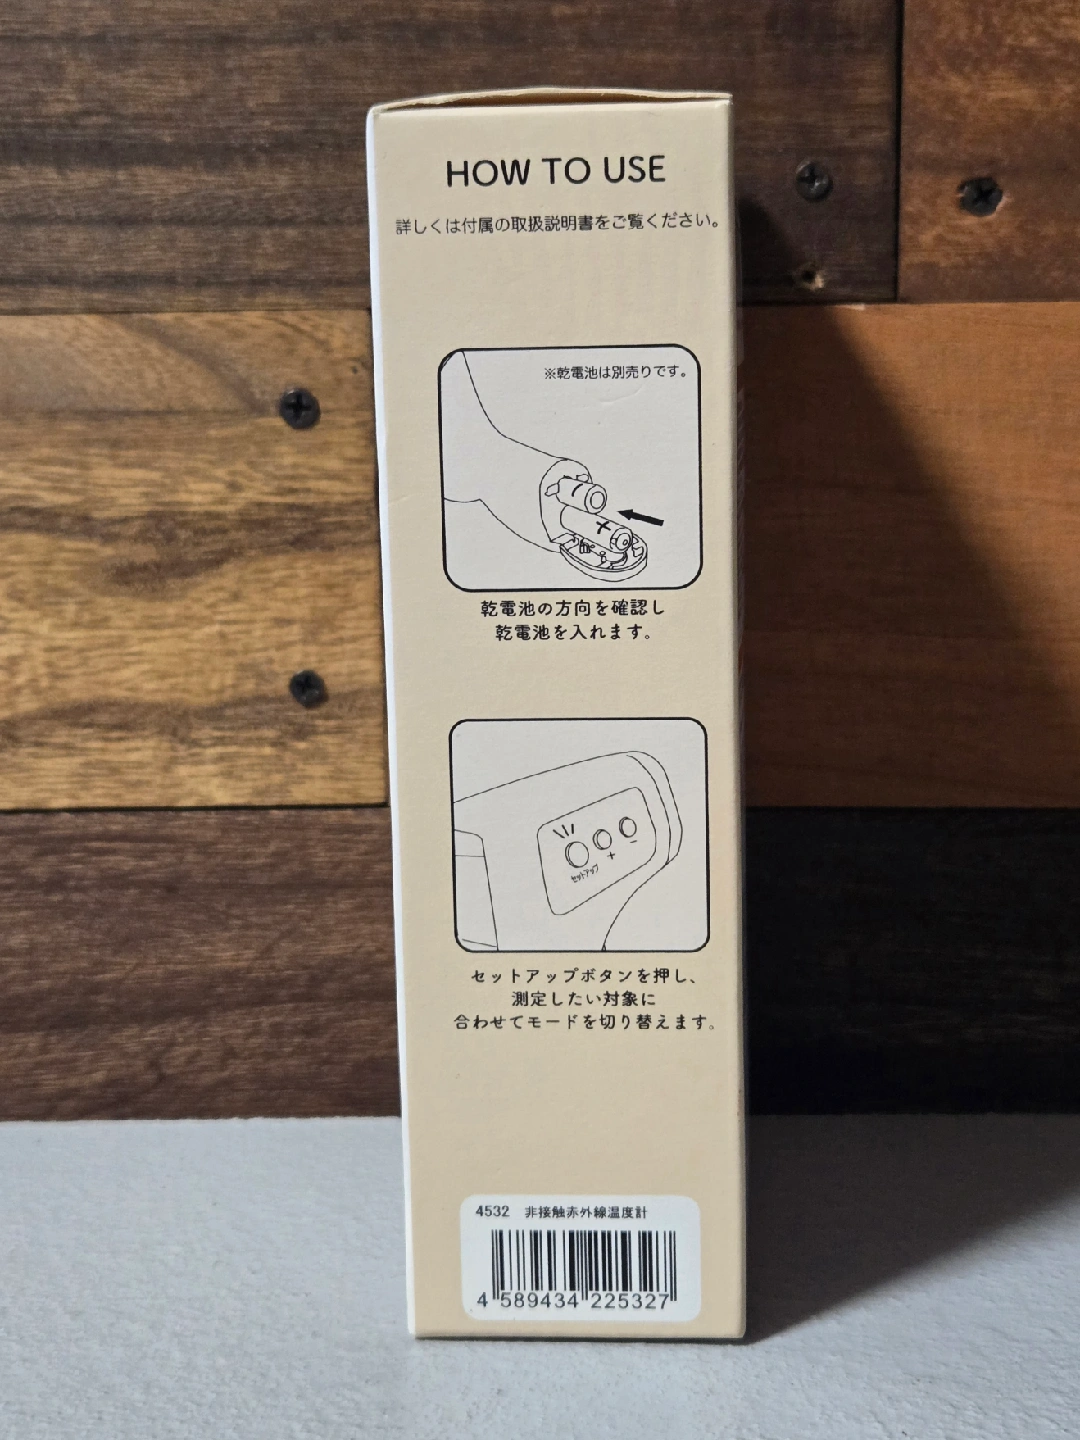 HOW TO USE
詳しくは付属の取扱説明書をご覧ください。
※乾電池は別売りです。
− 
+
乾電池の方向を確認し
乾電池を入れます。
セットアップ
+
−
セットアップボタンを押し、
測定したい対象に
合わせてモードを切り替えます。
4532 非接触赤外線温度計
4 589434 225327